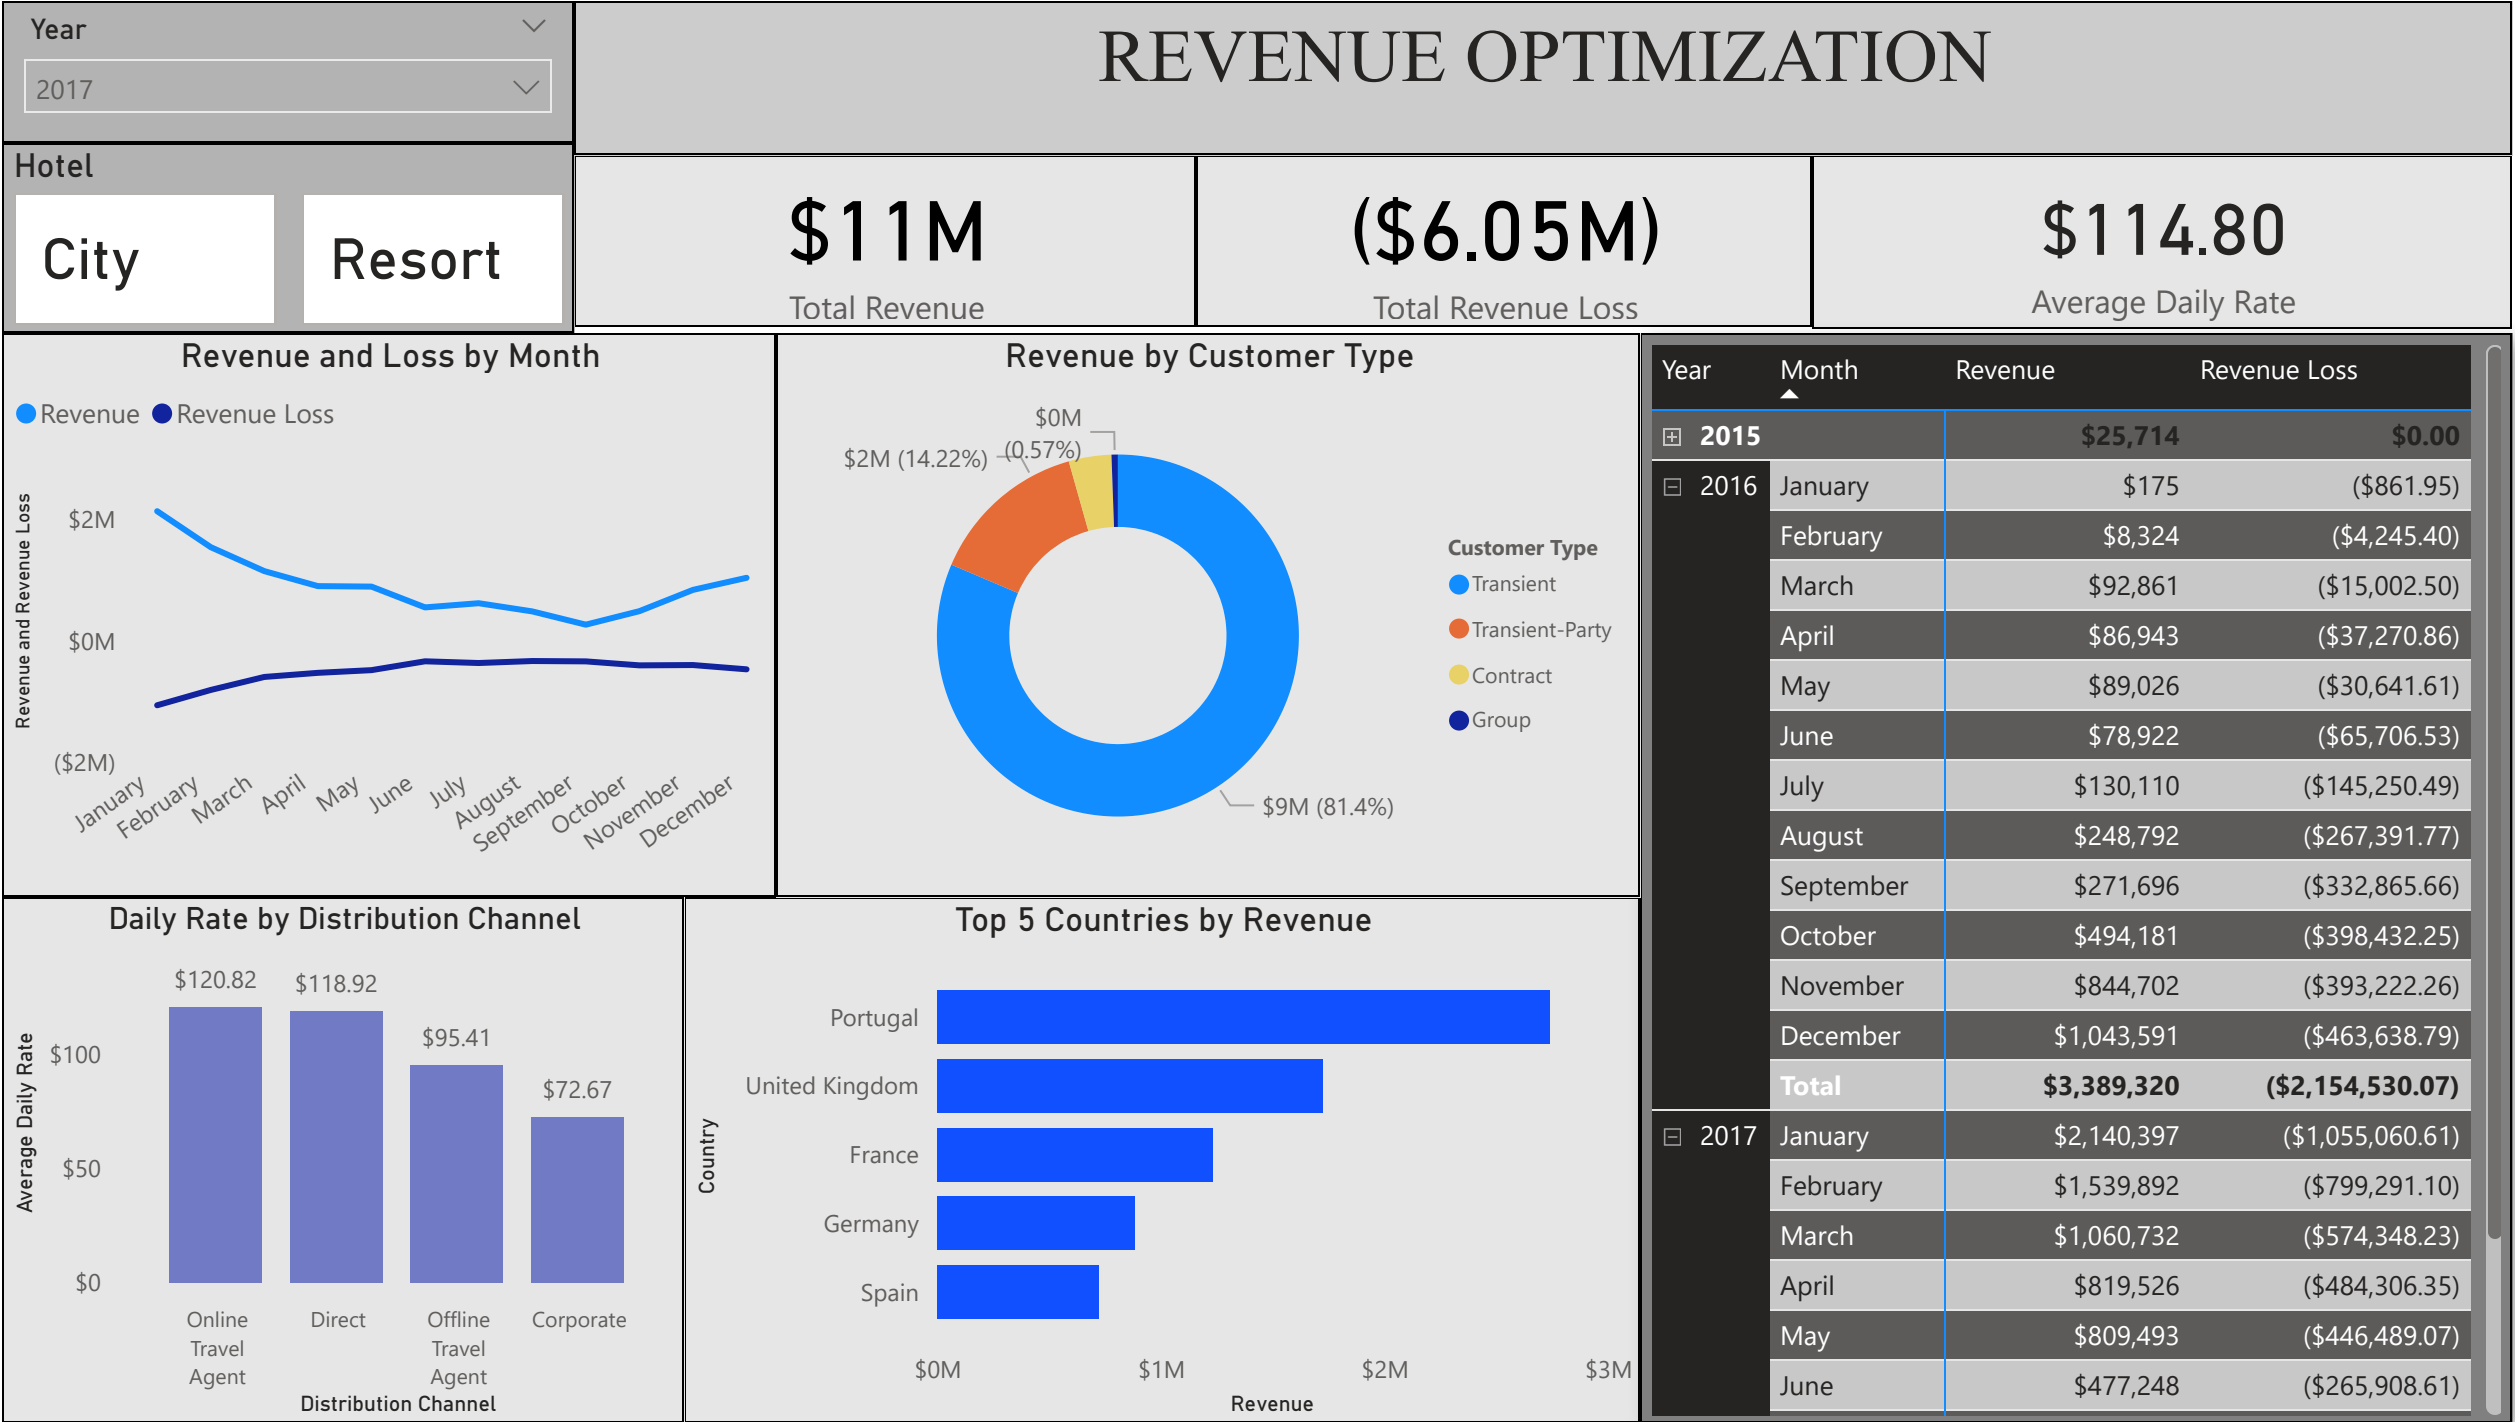 Year
2017
REVENUE OPTIMIZATION
Hotel
City
Resort
$11M
Total Revenue
($6.05M)
Total Revenue Loss
$114.80
Average Daily Rate
Revenue and Loss by Month
Revenue Revenue Loss
Revenue and Revenue Loss
$2M
$0M
($2M)
January
February
March
April
May
June
July
August
September
October
November
December
Revenue by Customer Type
$0M
(0.57%)
$2M (14.22%)
$9M (81.4%)
Customer Type
Transient
Transient-Party
Contract
Group
Daily Rate by Distribution Channel
Average Daily Rate
$100
$50
$0
$120.82
$118.92
$95.41
$72.67
Online
Travel
Agent
Direct
Offline
Travel
Agent
Corporate
Distribution Channel
Top 5 Countries by Revenue
Country
Portugal
United Kingdom
France
Germany
Spain
$0M $1M $2M $3M
Revenue
Year Month Revenue Revenue Loss
2015 $25,714 $0.00
2016 January $175 ($861.95)
February $8,324 ($4,245.40)
March $92,861 ($15,002.50)
April $86,943 ($37,270.86)
May $89,026 ($30,641.61)
June $78,922 ($65,706.53)
July $130,110 ($145,250.49)
August $248,792 ($267,391.77)
September $271,696 ($332,865.66)
October $494,181 ($398,432.25)
November $844,702 ($393,222.26)
December $1,043,591 ($463,638.79)
Total $3,389,320 ($2,154,530.07)
2017 January $2,140,397 ($1,055,060.61)
February $1,539,892 ($799,291.10)
March $1,060,732 ($574,348.23)
April $819,526 ($484,306.35)
May $809,493 ($446,489.07)
June $477,248 ($265,908.61)